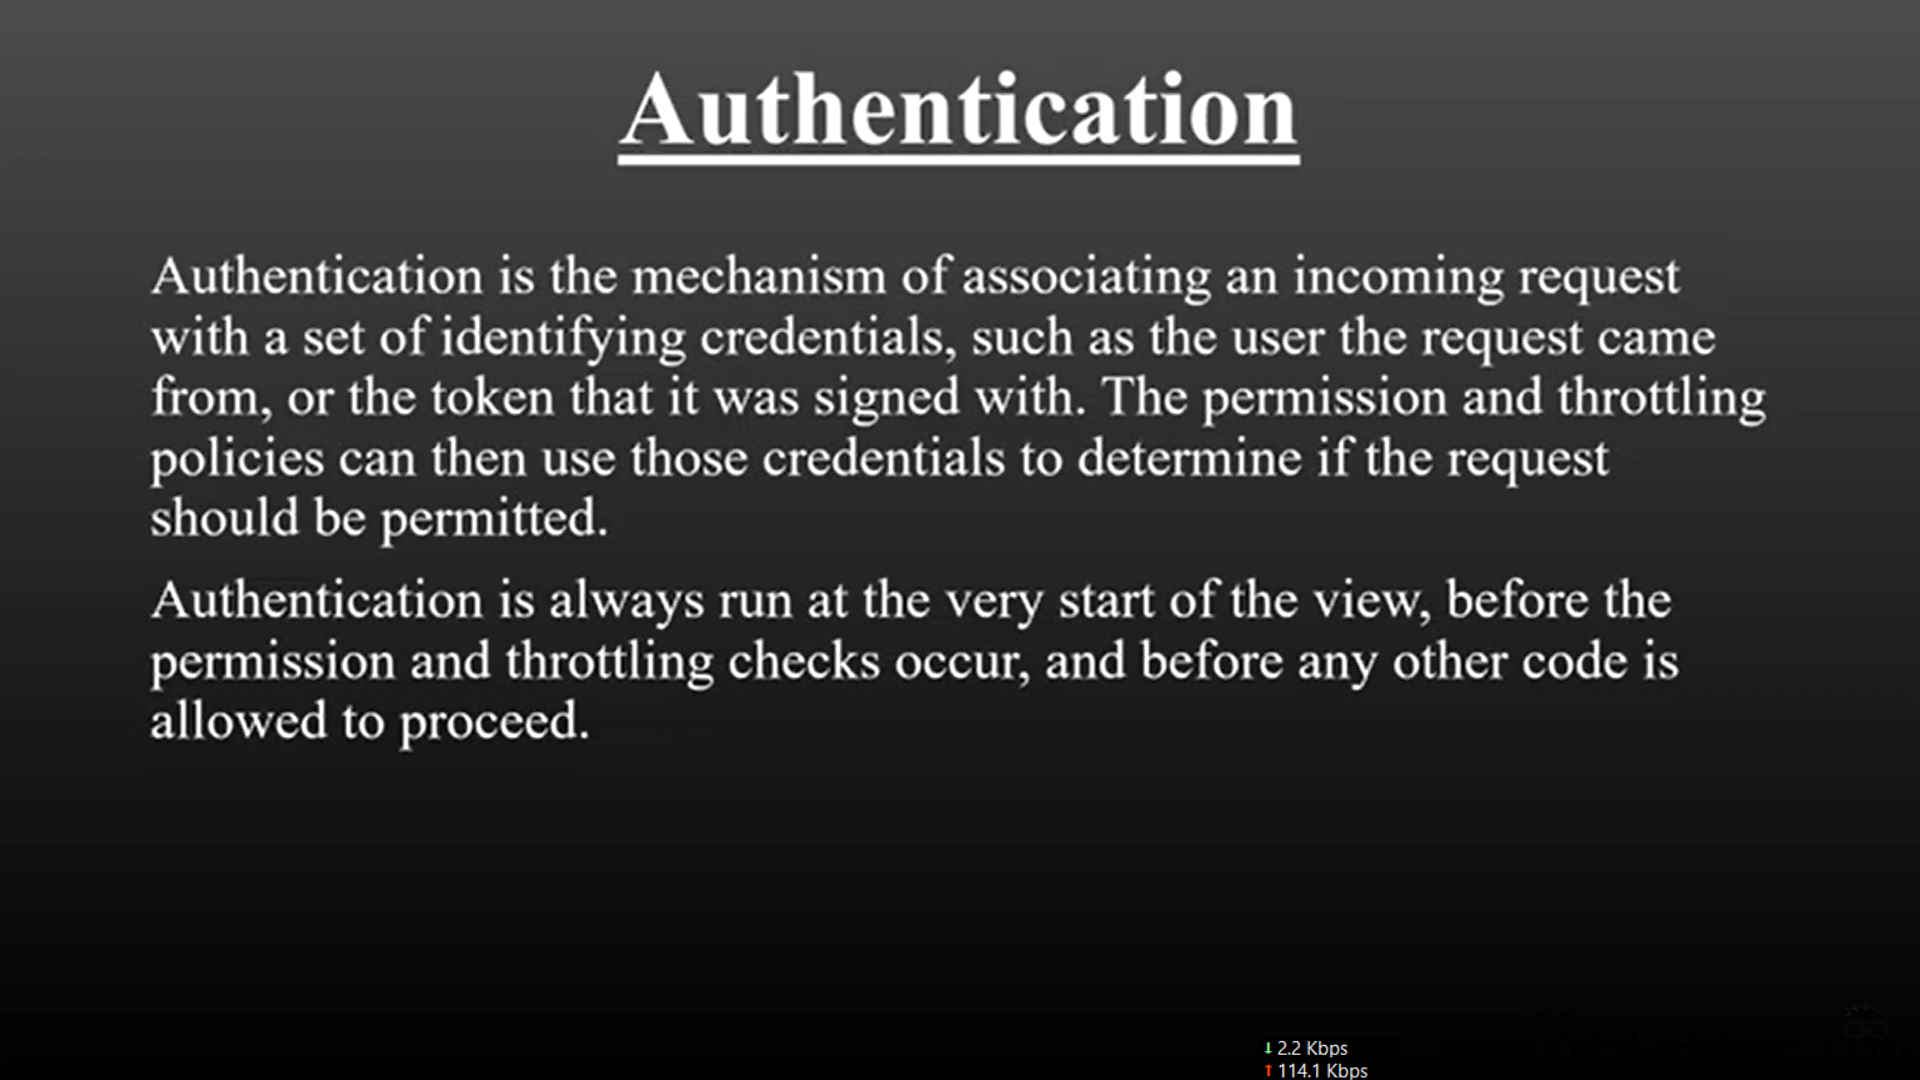 Authentication
Authentication is the mechanism of associating an incoming request
with a set of identifying credentials, such as the user the request came
from, or the token that it was signed with. The permission and throttling
policies can then use those credentials to determine if the request
should be permitted.
Authentication is always run at the very start of the view, before the
permission and throttling checks occur, and before any other code is
allowed to proceed.
↓ 2.2 Kbps
↑ 114.1 Kbps